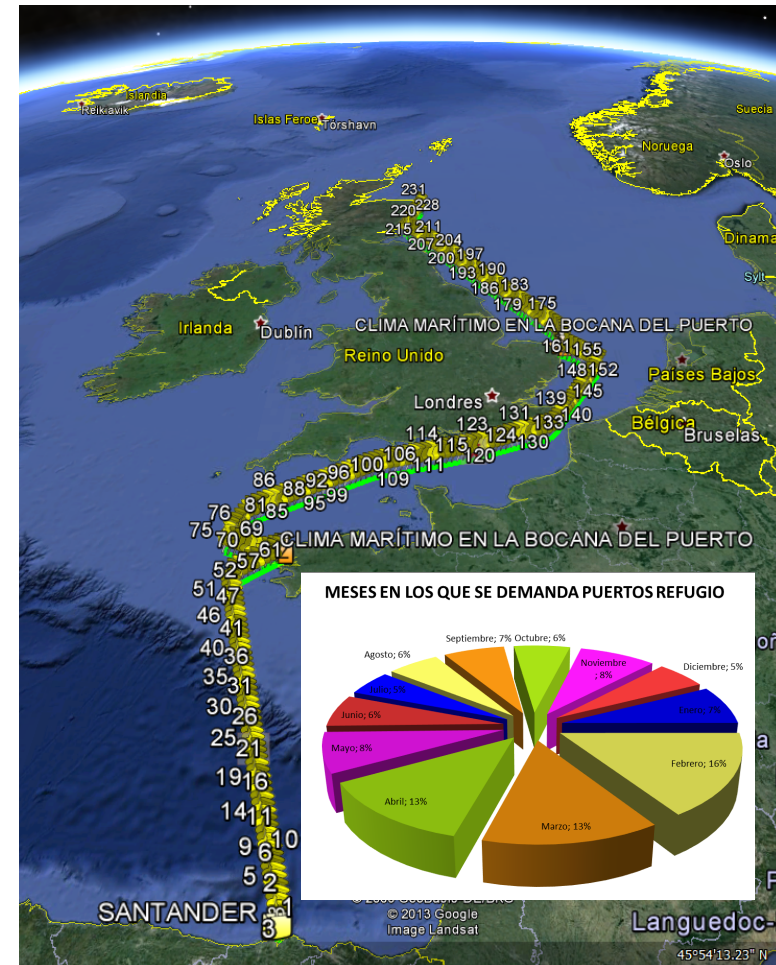 Islandia
Reikiavik
Islas Feroe
Tórshavn
Suecia
Noruega
Oslo
231
228
220
211
215
Dinama
207
204
200
197
193
190
Sylt
186
183
179
175
Irlanda
Dublín
CLIMA MARÍTIMO EN LA BOCANA DEL PUERTO
Reino Unido
161
155
148
152
Países Bajos
145
Londres
139
140
131
133
Bélgica
Bruselas
123
124
130
114
115
120
106
111
100
109
96
99
92
95
88
86
85
81
76
75
69
70
CLIMA MARÍTIMO EN LA BOCANA DEL PUERTO
61
57
52
51
47
46
41
40
36
35
31
30
26
25
21
19
16
14
11
10
9
6
5
2
1
SANTANDER
3
MESES EN LOS QUE SE DEMANDA PUERTOS REFUGIO
Septiembre; 7%
Octubre; 6%
Agosto; 6%
Noviembre
; 8%
Diciembre; 5%
Julio; 5%
Enero; 7%
Junio; 6%
Mayo; 8%
Febrero; 16%
Abril; 13%
Marzo; 13%
© 2013 Google
Image Landsat
Languedoc-
45°54'13.23" N